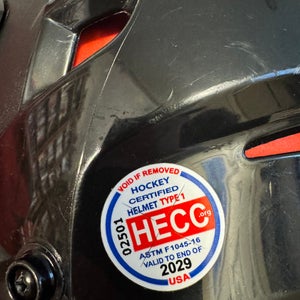 VOID IF REMOVED
HOCKEY
CERTIFIED
HELMET TYPE 1
02501
HECC.org
ASTM F1045-16
VALID TO END OF
2029
USA